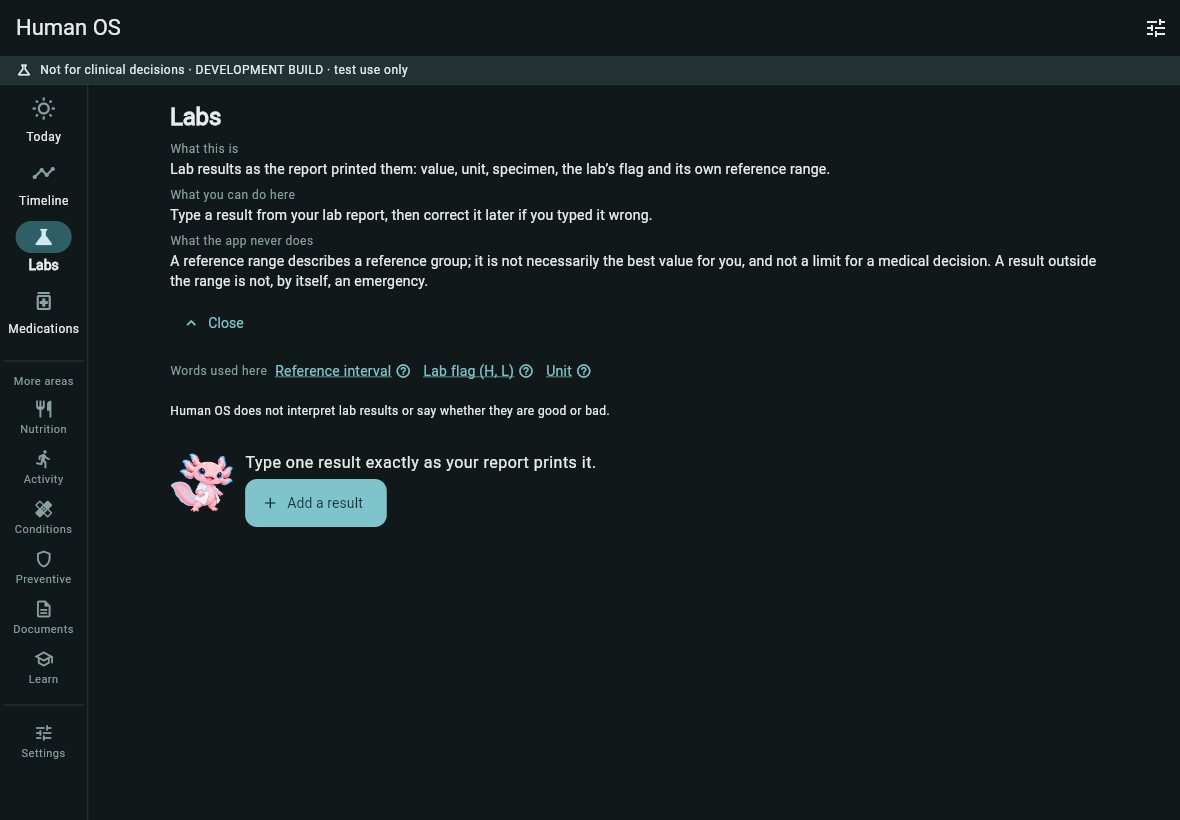 Human OS
Not for clinical decisions · DEVELOPMENT BUILD · test use only
Today
Timeline
Labs
Medications
More areas
Nutrition
Activity
Conditions
Preventive
Documents
Learn
Settings
Labs
What this is
Lab results as the report printed them: value, unit, specimen, the lab’s flag and its own reference range.
What you can do here
Type a result from your lab report, then correct it later if you typed it wrong.
What the app never does
A reference range describes a reference group; it is not necessarily the best value for you, and not a limit for a medical decision. A result outside
the range is not, by itself, an emergency.
Close
Words used here Reference interval ? Lab flag (H, L) ? Unit ?
Human OS does not interpret lab results or say whether they are good or bad.
Type one result exactly as your report prints it.
+ Add a result